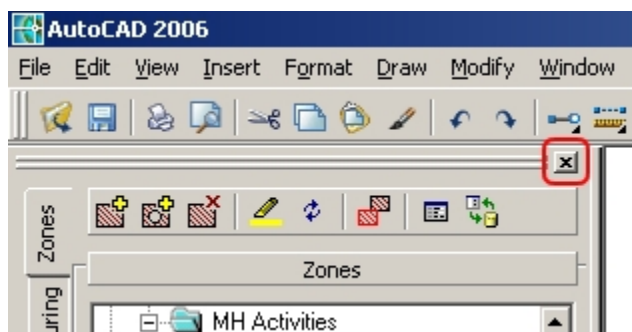 AutoCAD 2006
File Edit View Insert Format Draw Modify Window
Zones
Zones
MH Activities